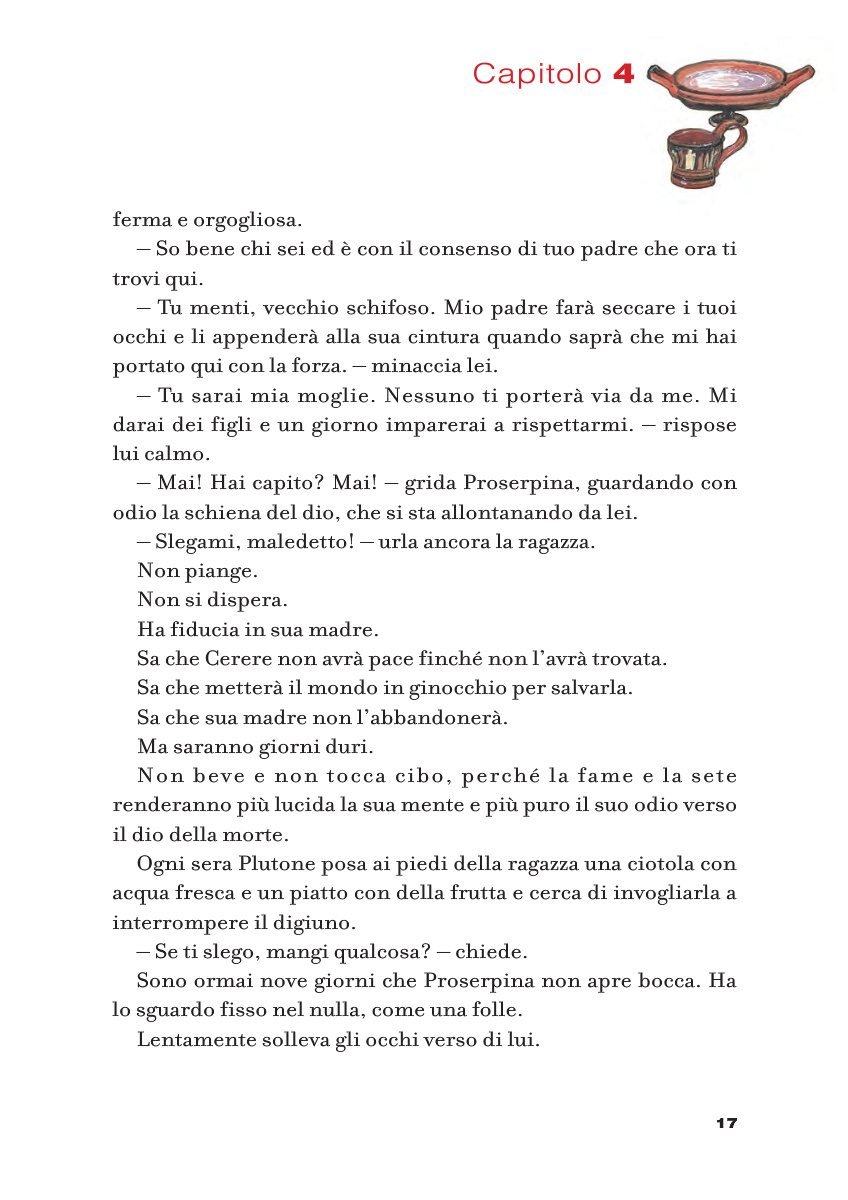 Capitolo 4
ferma e orgogliosa.
– So bene chi sei ed è con il consenso di tuo padre che ora ti
trovi qui.
– Tu menti, vecchio schifoso. Mio padre farà seccare i tuoi
occhi e li appenderà alla sua cintura quando saprà che mi hai
portato qui con la forza. – minaccia lei.
– Tu sarai mia moglie. Nessuno ti porterà via da me. Mi
darai dei figli e un giorno imparerai a rispettarmi. – rispose
lui calmo.
– Mai! Hai capito? Mai! – grida Proserpina, guardando con
odio la schiena del dio, che si sta allontanando da lei.
– Slegami, maledetto! – urla ancora la ragazza.
Non piange.
Non si dispera.
Ha fiducia in sua madre.
Sa che Cerere non avrà pace finché non l’avrà trovata.
Sa che metterà il mondo in ginocchio per salvarla.
Sa che sua madre non l’abbandonerà.
Ma saranno giorni duri.
Non beve e non tocca cibo, perché la fame e la sete
renderanno più lucida la sua mente e più puro il suo odio verso
il dio della morte.
Ogni sera Plutone posa ai piedi della ragazza una ciotola con
acqua fresca e un piatto con della frutta e cerca di invogliarla a
interrompere il digiuno.
– Se ti slego, mangi qualcosa? – chiede.
Sono ormai nove giorni che Proserpina non apre bocca. Ha
lo sguardo fisso nel nulla, come una folle.
Lentamente solleva gli occhi verso di lui.
17